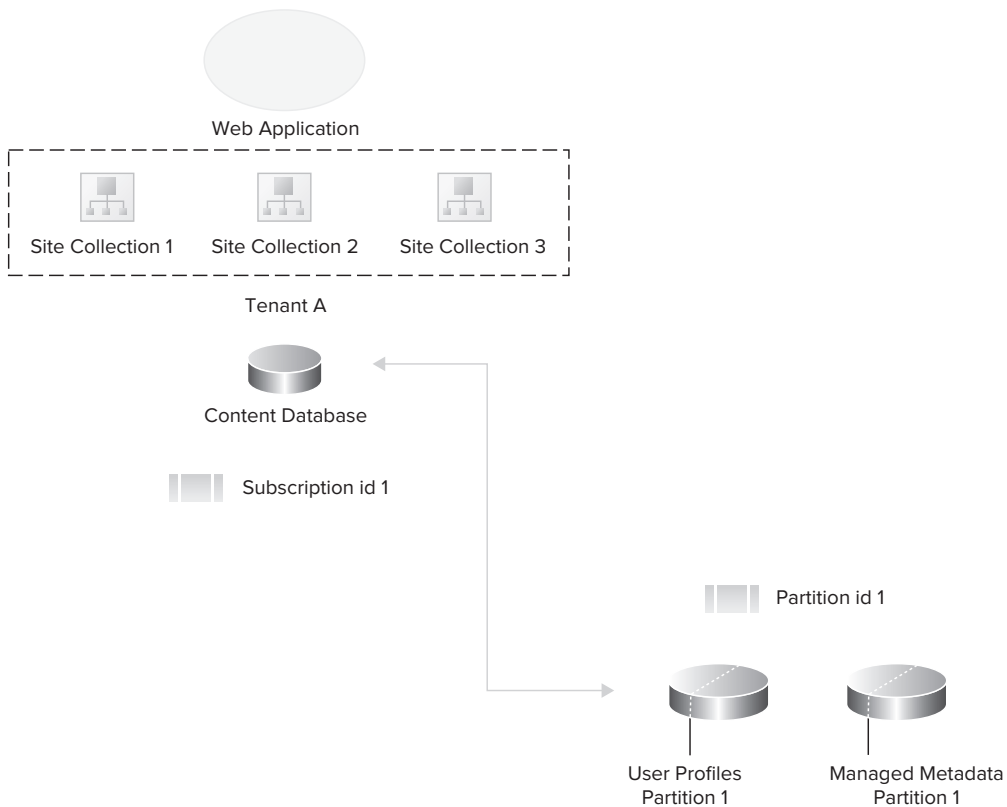 Web Application
Site Collection 1
Site Collection 2
Site Collection 3
Tenant A
Content Database
Subscription id 1
Partition id 1
User Profiles
Partition 1
Managed Metadata
Partition 1